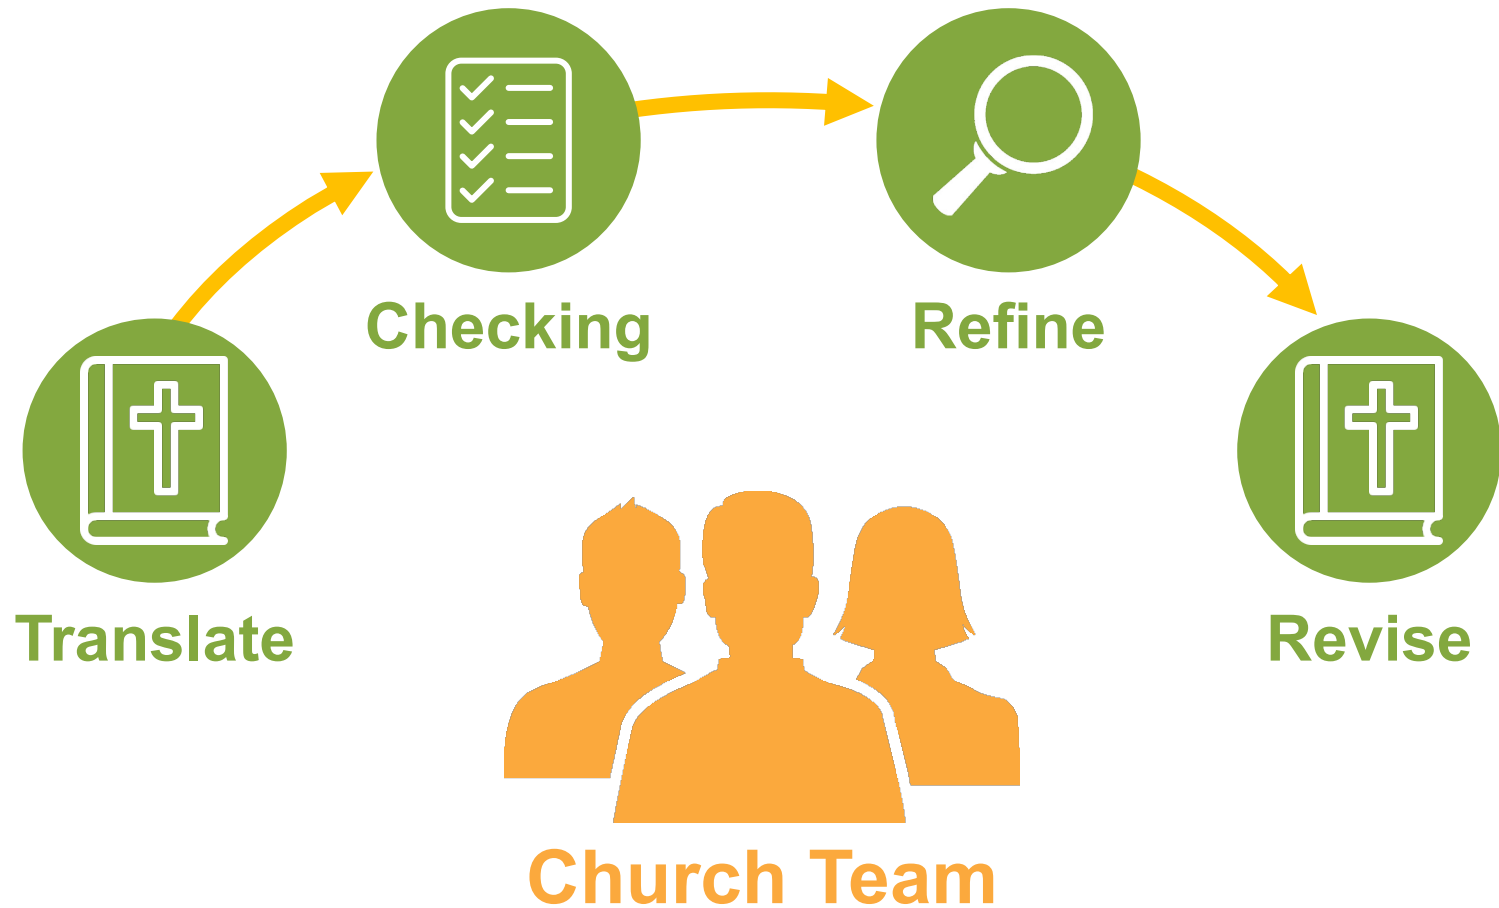 Checking
Refine
Translate
Revise
Church Team